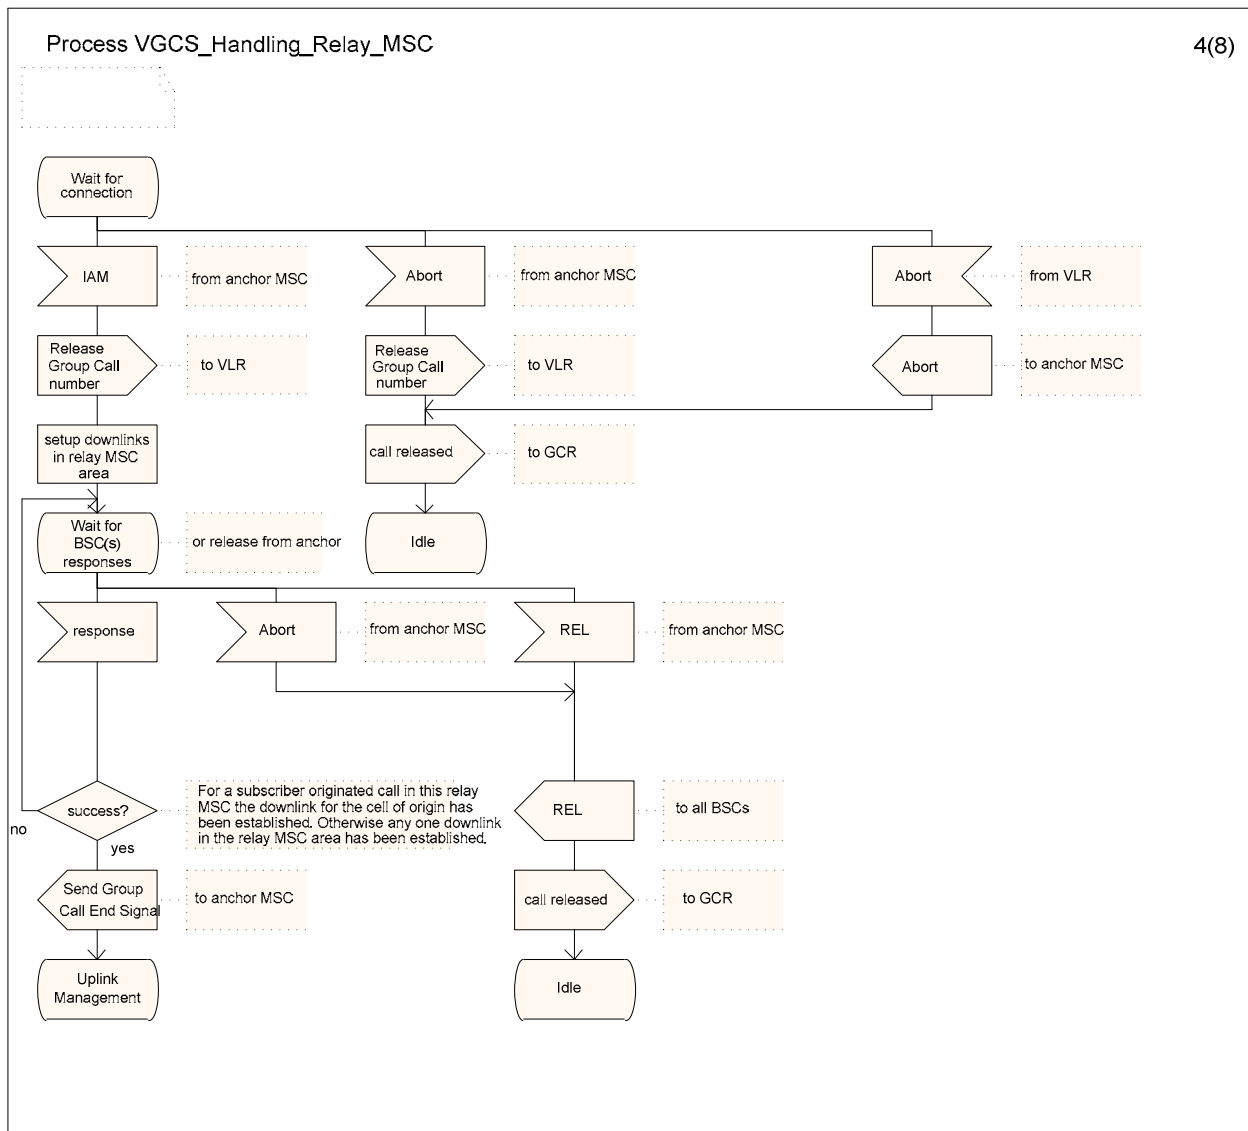 Process VGCS_Handling_Relay_MSC
4(8)
Wait for
connection
IAM
from anchor MSC
Abort
from anchor MSC
Abort
from VLR
Release
Group Call
number
to VLR
Release
Group Call
number
to VLR
Abort
to anchor MSC
setup downlinks
in relay MSC
area
call released
to GCR
Wait for
BSC(s)
responses
or release from anchor
Idle
response
Abort
from anchor MSC
REL
from anchor MSC
success?
no
yes
For a subscriber originated call in this relay
MSC the downlink for the cell of origin has
been established. Otherwise any one downlink
in the relay MSC area has been established.
REL
to all BSCs
Send Group
Call End Signal
to anchor MSC
call released
to GCR
Uplink
Management
Idle